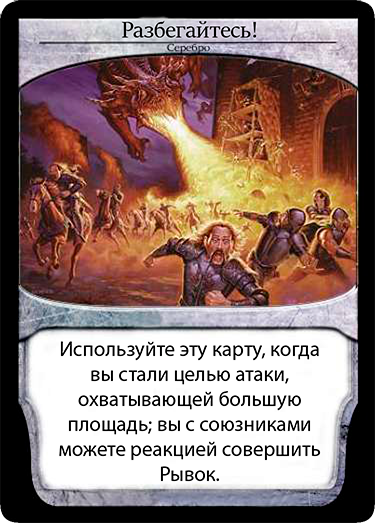 Разбегайтесь!
Серебро
Используйте эту карту, когда
вы стали целью атаки,
охватывающей большую
площадь; вы с союзниками
можете реакцией совершить
Рывок.